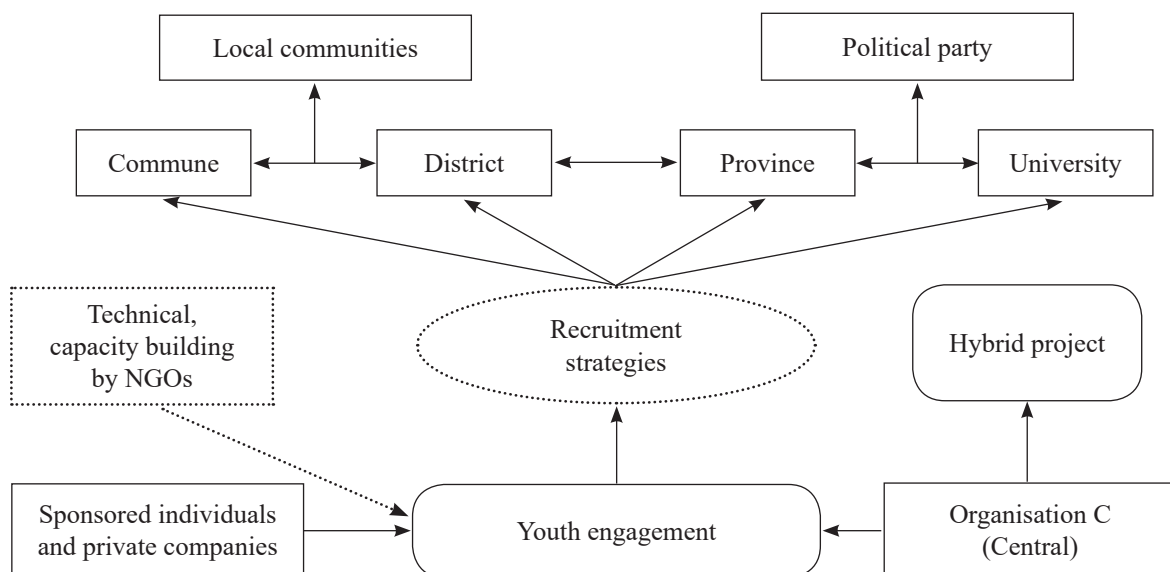 Local communities
Political party
Commune
District
Province
University
Technical,
capacity building
by NGOs
Recruitment
strategies
Hybrid project
Sponsored individuals
and private companies
Youth engagement
Organisation C
(Central)